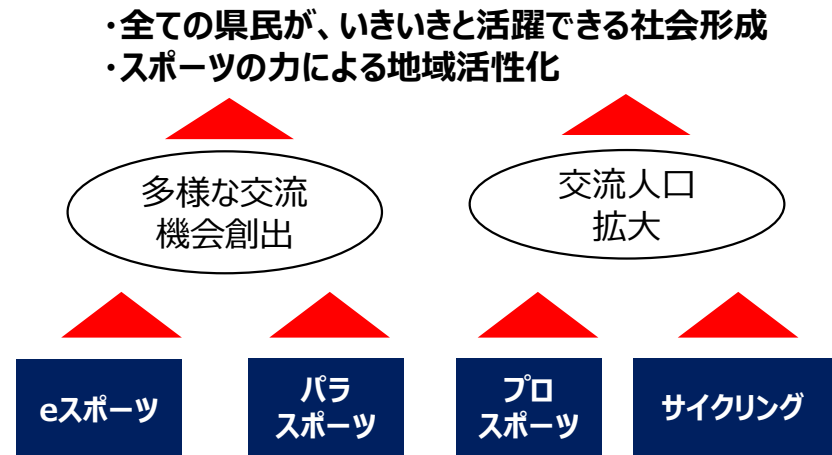 ・全ての県民が、いきいきと活躍できる社会形成
・スポーツの力による地域活性化
多様な交流
機会創出
交流人口
拡大
eスポーツ
パラ
スポーツ
プロ
スポーツ
サイクリング